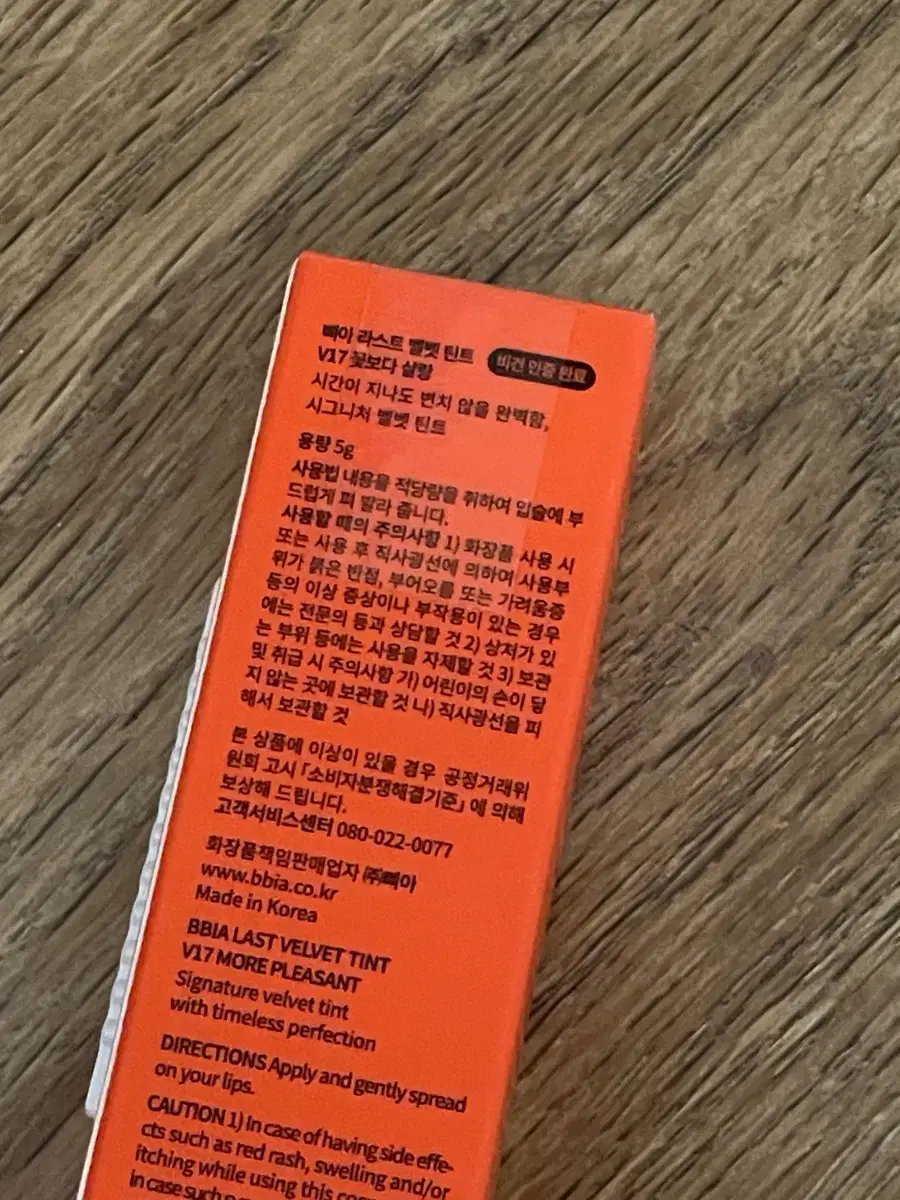 삐아 라스트 벨벳 틴트
V17 꽃보다 살랑
비건 인증 완료
시간이 지나도 변치 않을 완벽함,
시그니처 벨벳 틴트
용량 5g
사용법 내용물 적당량을 취하여 입술에 부
드럽게 펴 발라 줍니다.
사용할 때의 주의사항 1) 화장품 사용 시
또는 사용 후 직사광선에 의하여 사용부
위가 붉은 반점, 부어오름 또는 가려움증
등의 이상 증상이나 부작용이 있는 경우
에는 전문의 등과 상담할 것 2) 상처가 있
는 부위 등에는 사용을 자제할 것 3) 보관
및 취급 시 주의사항 가) 어린이의 손이 닿
지 않는 곳에 보관할 것 나) 직사광선을 피
해서 보관할 것
본 상품에 이상이 있을 경우 공정거래위
원회 고시 「소비자분쟁해결기준」에 의해
보상해 드립니다.
고객서비스센터 080-022-0077
화장품책임판매업자 ㈜삐아
www.bbia.co.kr
Made in Korea
BBIA LAST VELVET TINT
V17 MORE PLEASANT
Signature velvet tint
with timeless perfection
DIRECTIONS Apply and gently spread
on your lips.
CAUTION 1) In case of having side effe-
cts such as red rash, swelling and/or
itching while using this
in case such